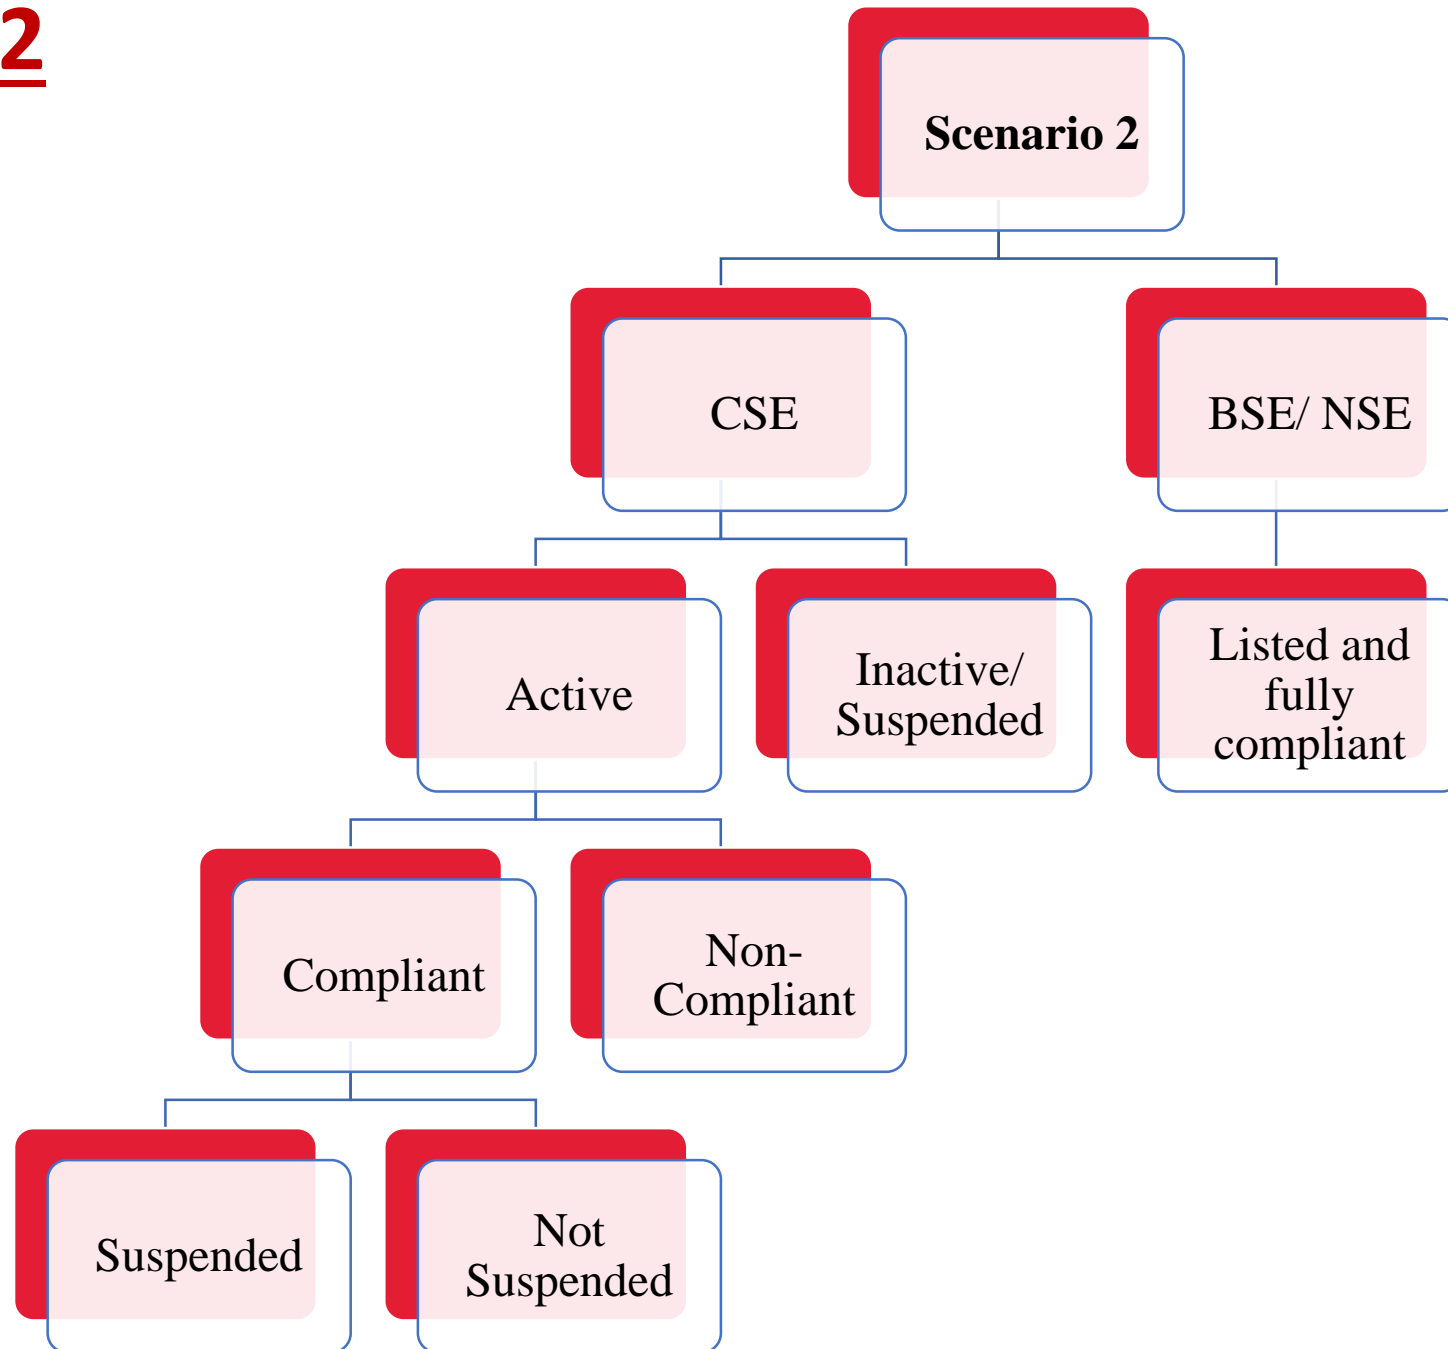 2
Scenario 2
CSE
BSE/ NSE
Active
Inactive/
Suspended
Listed and
fully
compliant
Compliant
Non-
Compliant
Suspended
Not
Suspended